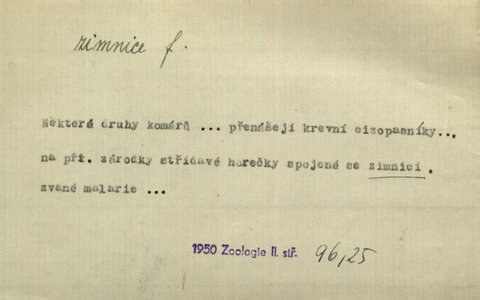 zimnice f.
Některé druhy komárů ... přenášejí krevní cizopasníky...
na př. zárodky střídavé horečky spojené se zimnicí.
zvané malarie ...
1950 Zoologie II. stř. 96,25